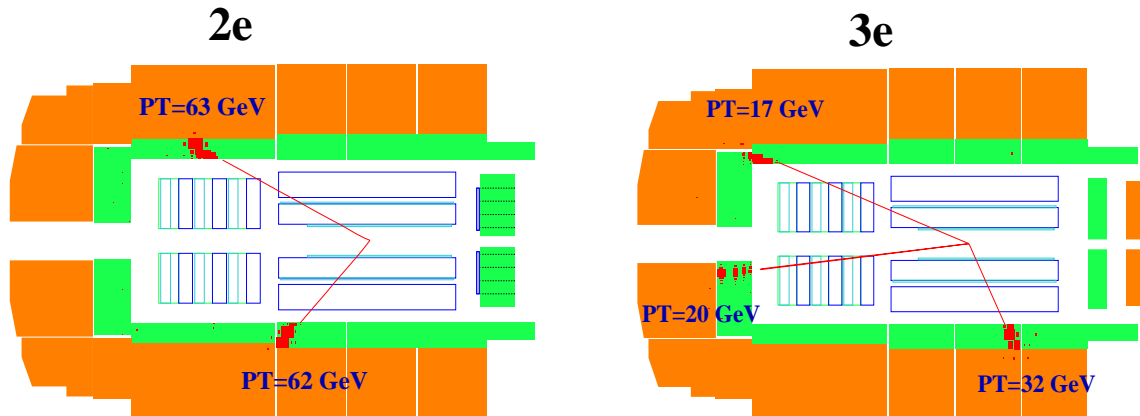 2e
3e
PT=63 GeV
PT=17 GeV
PT=20 GeV
PT=62 GeV
PT=32 GeV